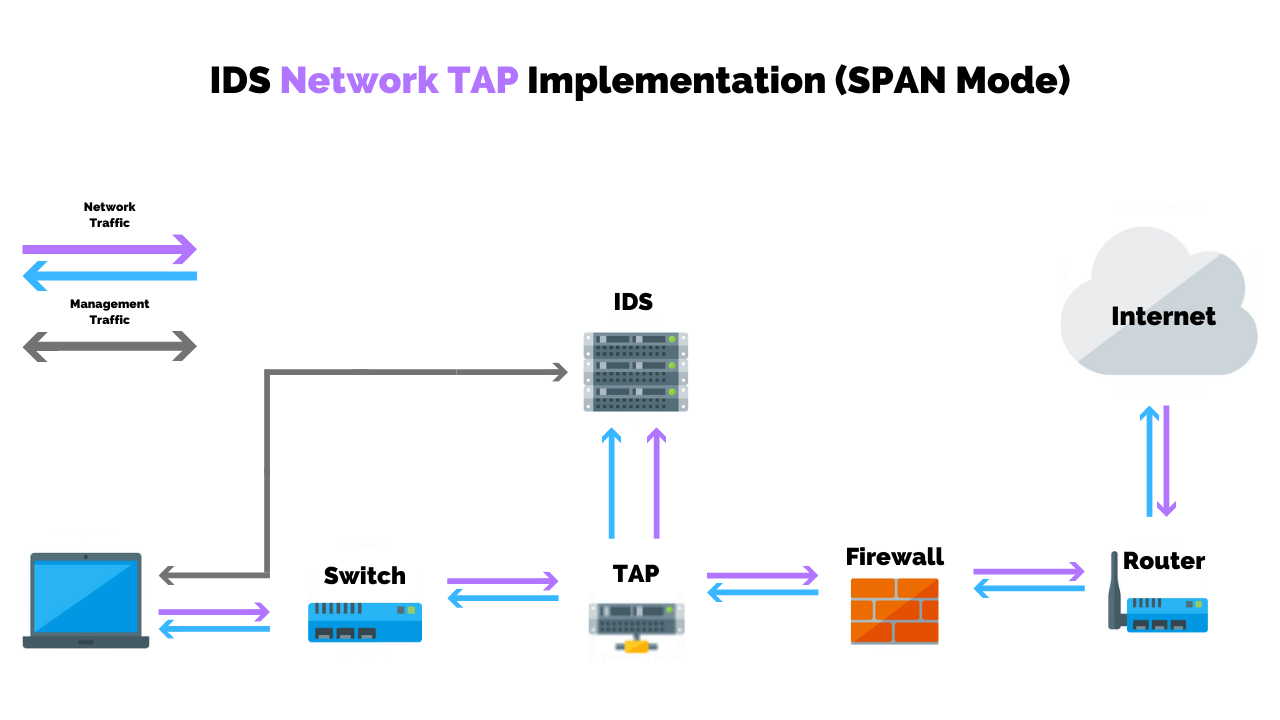 IDS Network TAP Implementation (SPAN Mode)
Network
Traffic
Management
Traffic
IDS
Internet
Switch
TAP
Firewall
Router